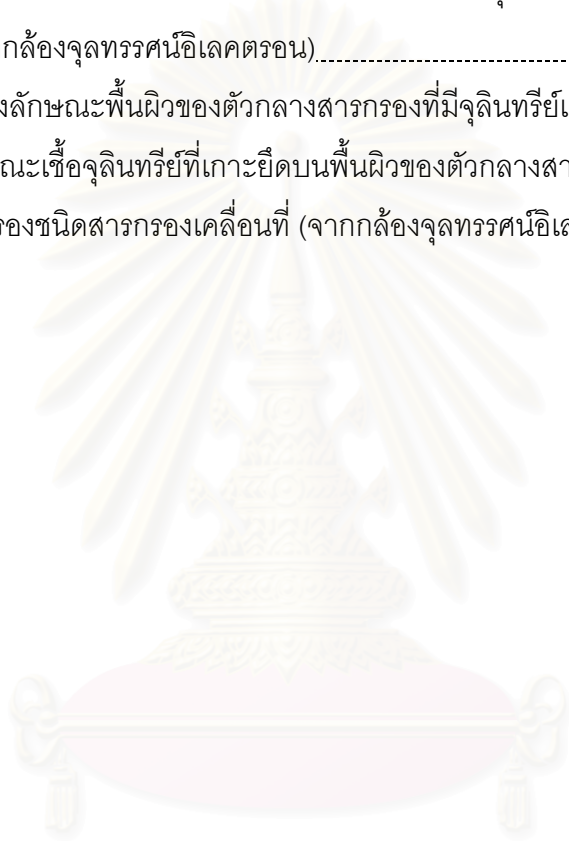 กล้องจุลทรรศน์อิเลคตรอน)
งลักษณะพื้นผิวของตัวกลางสารกรองที่มีจุลินทรีย์เ
ณะเชื้อจุลินทรีย์ที่เกาะยึดบนพื้นผิวของตัวกลางสา
รองชนิดสารกรองเคลื่อนที่ (จากกล้องจุลทรรศน์อิเล